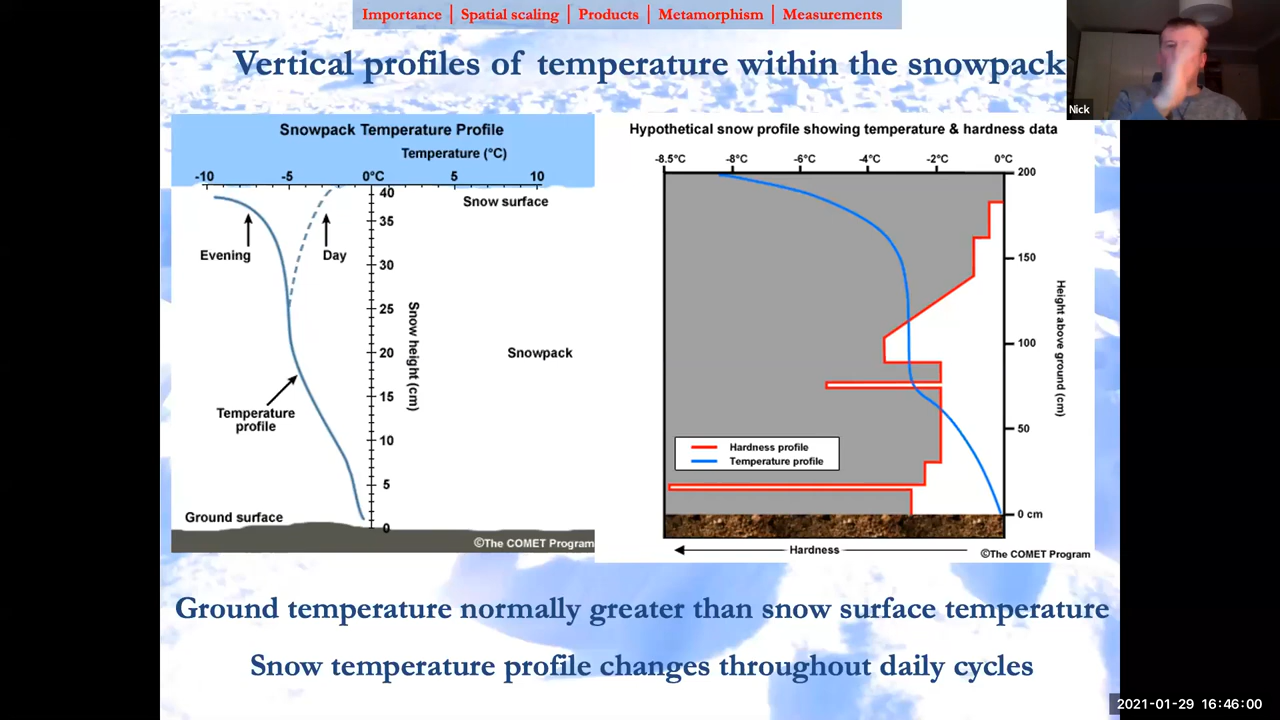 Importance | Spatial scaling | Products | Metamorphism | Measurements
Vertical profiles of temperature within the snowpack
Nick
Snowpack Temperature Profile
Temperature (°C)
-10 -5 0°C 5 10
40
Snow surface
35
Evening
Day
30
25
Snow height (cm)
20
Snowpack
15
Temperature
profile
10
5
Ground surface
0
©The COMET Program
Hypothetical snow profile showing temperature & hardness data
-8.5°C -8°C -6°C -4°C -2°C 0°C
200
150
Height above ground (cm)
100
50
Hardness profile
Temperature profile
0 cm
Hardness
©The COMET Program
Ground temperature normally greater than snow surface temperature
Snow temperature profile changes throughout daily cycles
2021-01-29 16:46:00